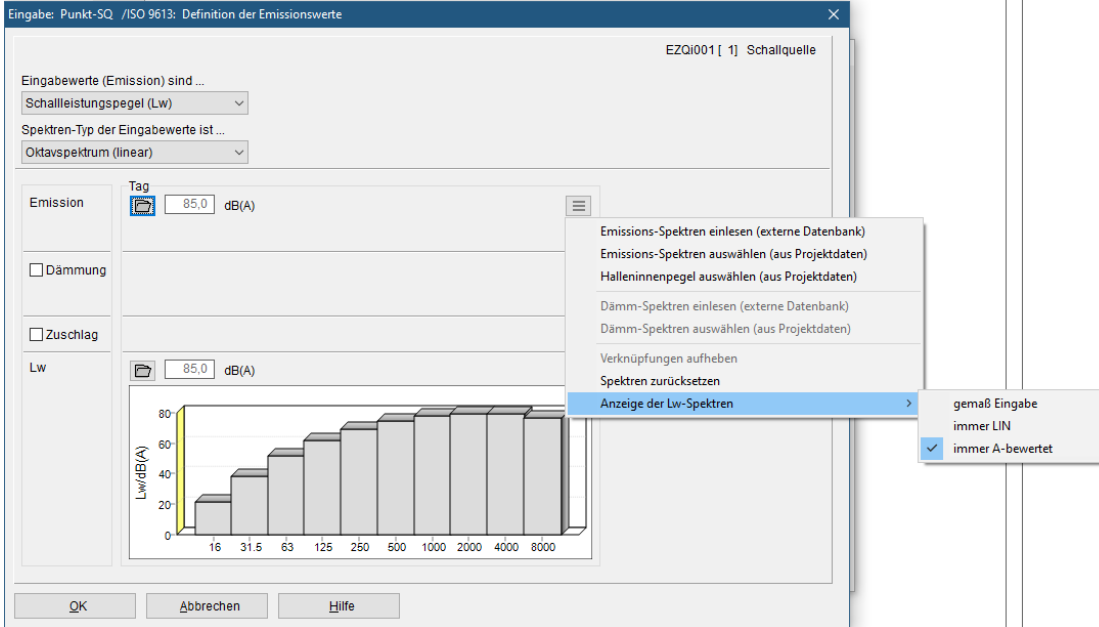 Eingabe: Punkt-SQ /ISO 9613: Definition der Emissionswerte
EZQi001 [ 1] Schallquelle
Eingabewerte (Emission) sind ...
Schallleistungspegel (Lw)
Spektren-Typ der Eingabewerte ist ...
Oktavspektrum (linear)
Tag
Emission
85,0 dB(A)
Emissions-Spektren einlesen (externe Datenbank)
Emissions-Spektren auswählen (aus Projektdaten)
Halleninnenpegel auswählen (aus Projektdaten)
Dämmung
Dämm-Spektren einlesen (externe Datenbank)
Dämm-Spektren auswählen (aus Projektdaten)
Zuschlag
Verknüpfungen aufheben
Spektren zurücksetzen
Anzeige der Lw-Spektren
gemaß Eingabe
immer LIN
immer A-bewertet
Lw
85,0 dB(A)
Lw/dB(A)
80
60
40
20
0
16 31.5 63 125 250 500 1000 2000 4000 8000
OK Abbrechen Hilfe